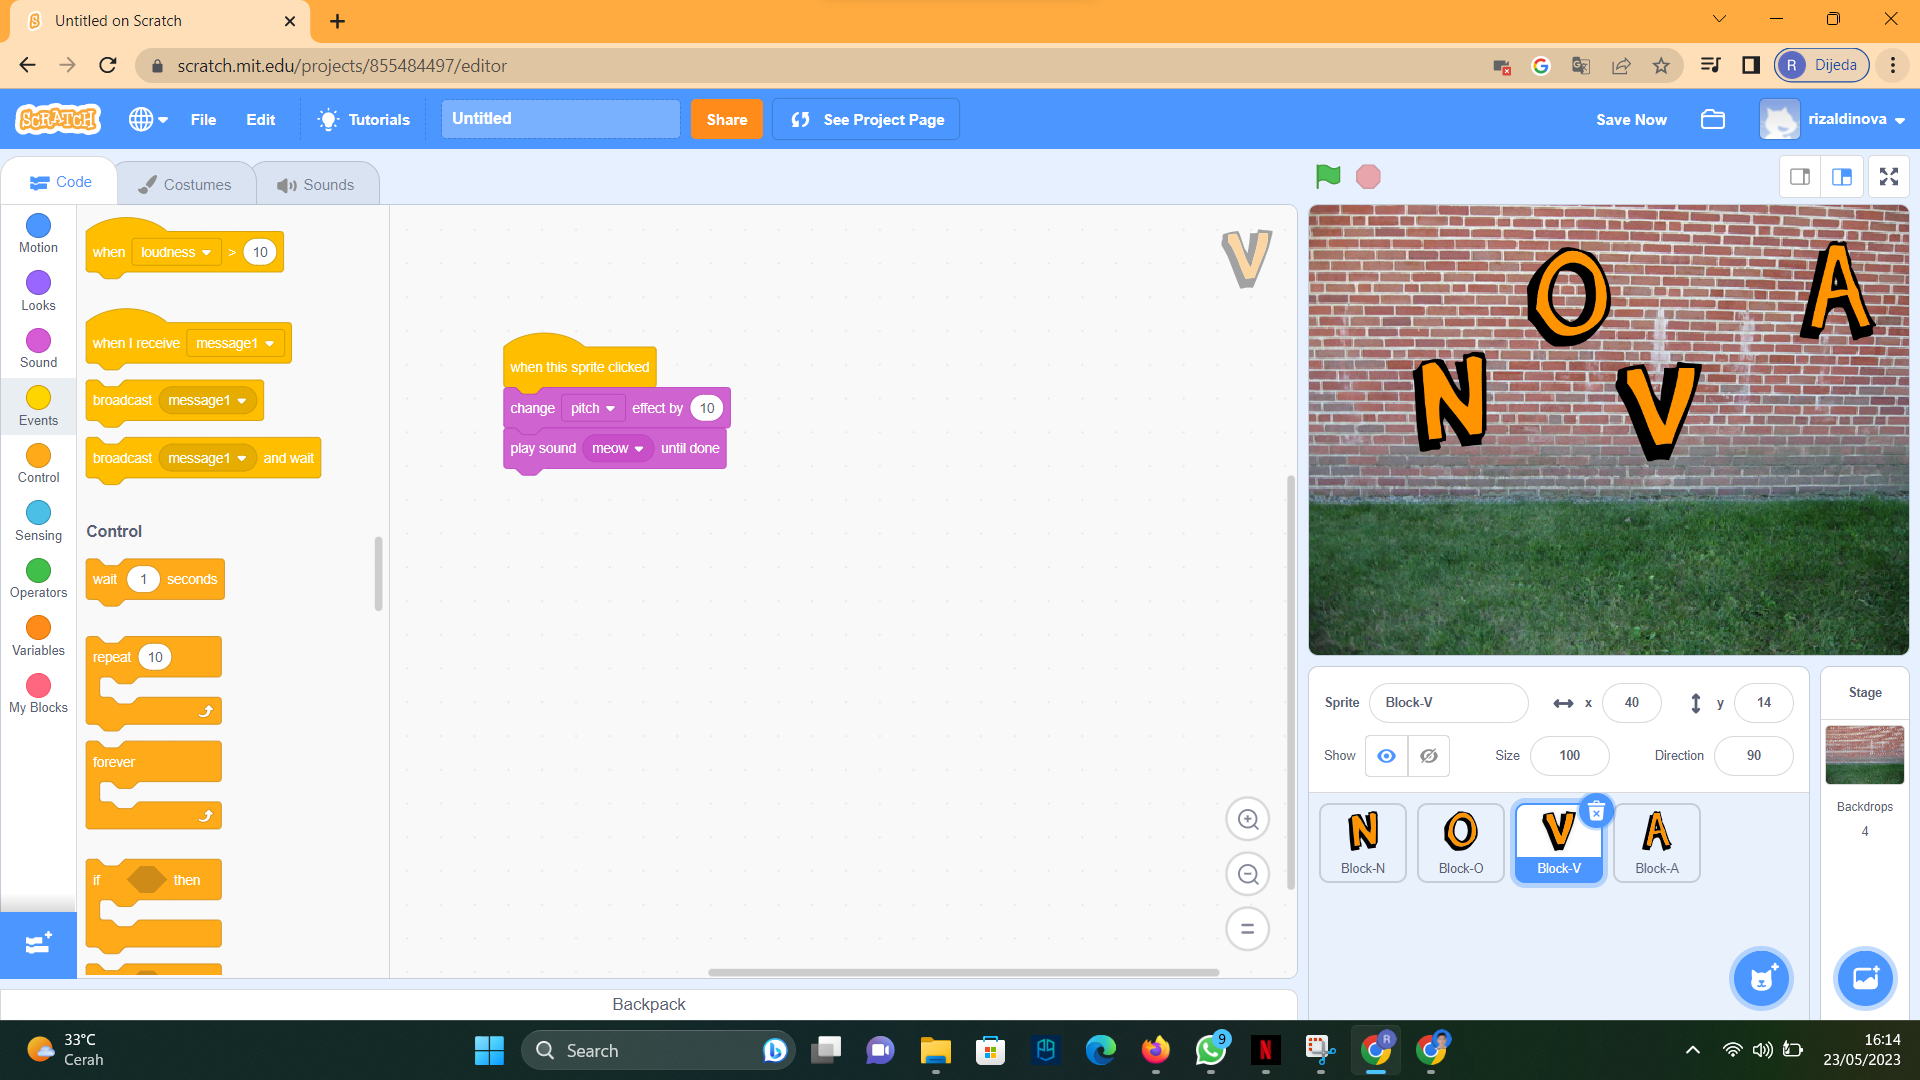 Untitled on Scratch
scratch.mit.edu/projects/855484497/editor
R Dijeda
SCRATCH File Edit Tutorials Untitled Share See Project Page Save Now rizaldinova
Code Costumes Sounds
Motion
Looks
Sound
Events
Control
Sensing
Operators
Variables
My Blocks
when loudness > 10
when I receive message1
broadcast message1
broadcast message1 and wait
Control
wait 1 seconds
repeat 10
forever
if then
V
when this sprite clicked
change pitch effect by 10
play sound meow until done
O A
N V
Sprite Block-V x 40 y 14
Show Size 100 Direction 90
N O V A
Block-N Block-O Block-V Block-A
Stage
Backdrops
4
Backpack
33°C
Cerah
Search
9
N
R
16:14
23/05/2023